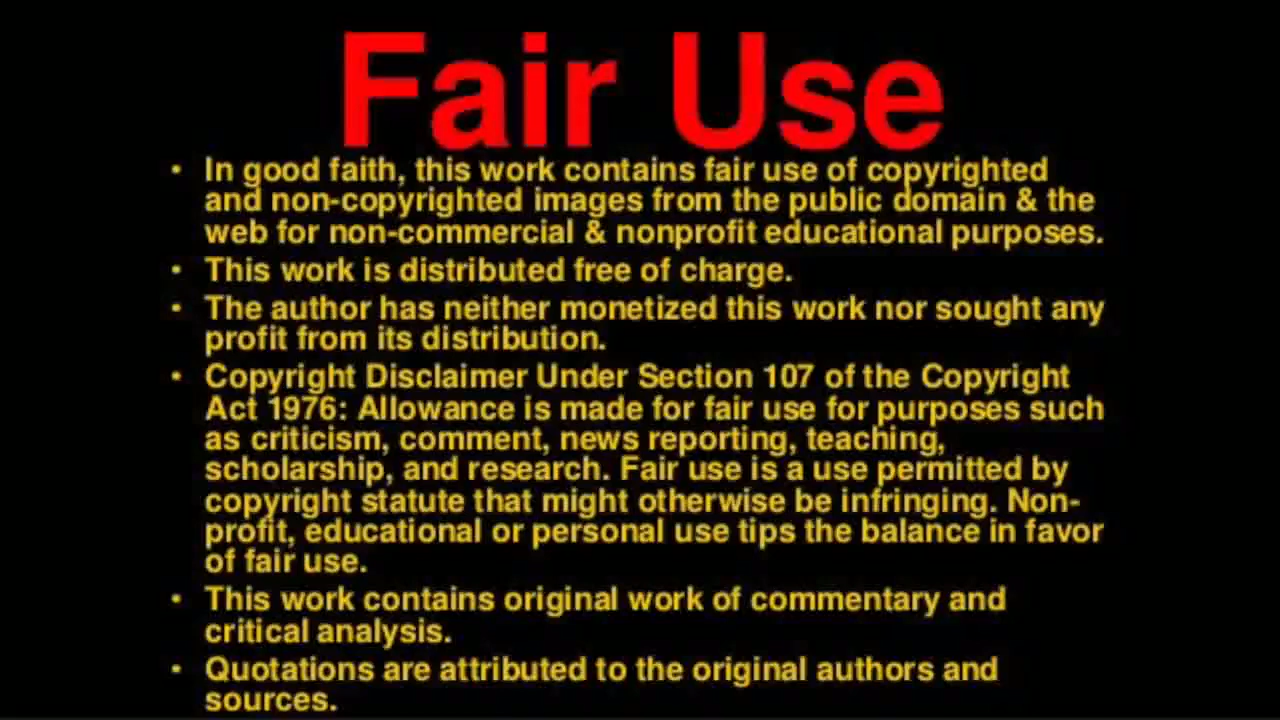 Fair Use
• In good faith, this work contains fair use of copyrighted
and non-copyrighted images from the public domain & the
web for non-commercial & nonprofit educational purposes.
• This work is distributed free of charge.
• The author has neither monetized this work nor sought any
profit from its distribution.
• Copyright Disclaimer Under Section 107 of the Copyright
Act 1976: Allowance is made for fair use for purposes such
as criticism, comment, news reporting, teaching,
scholarship, and research. Fair use is a use permitted by
copyright statute that might otherwise be infringing. Non-
profit, educational or personal use tips the balance in favor
of fair use.
• This work contains original work of commentary and
critical analysis.
• Quotations are attributed to the original authors and
sources.